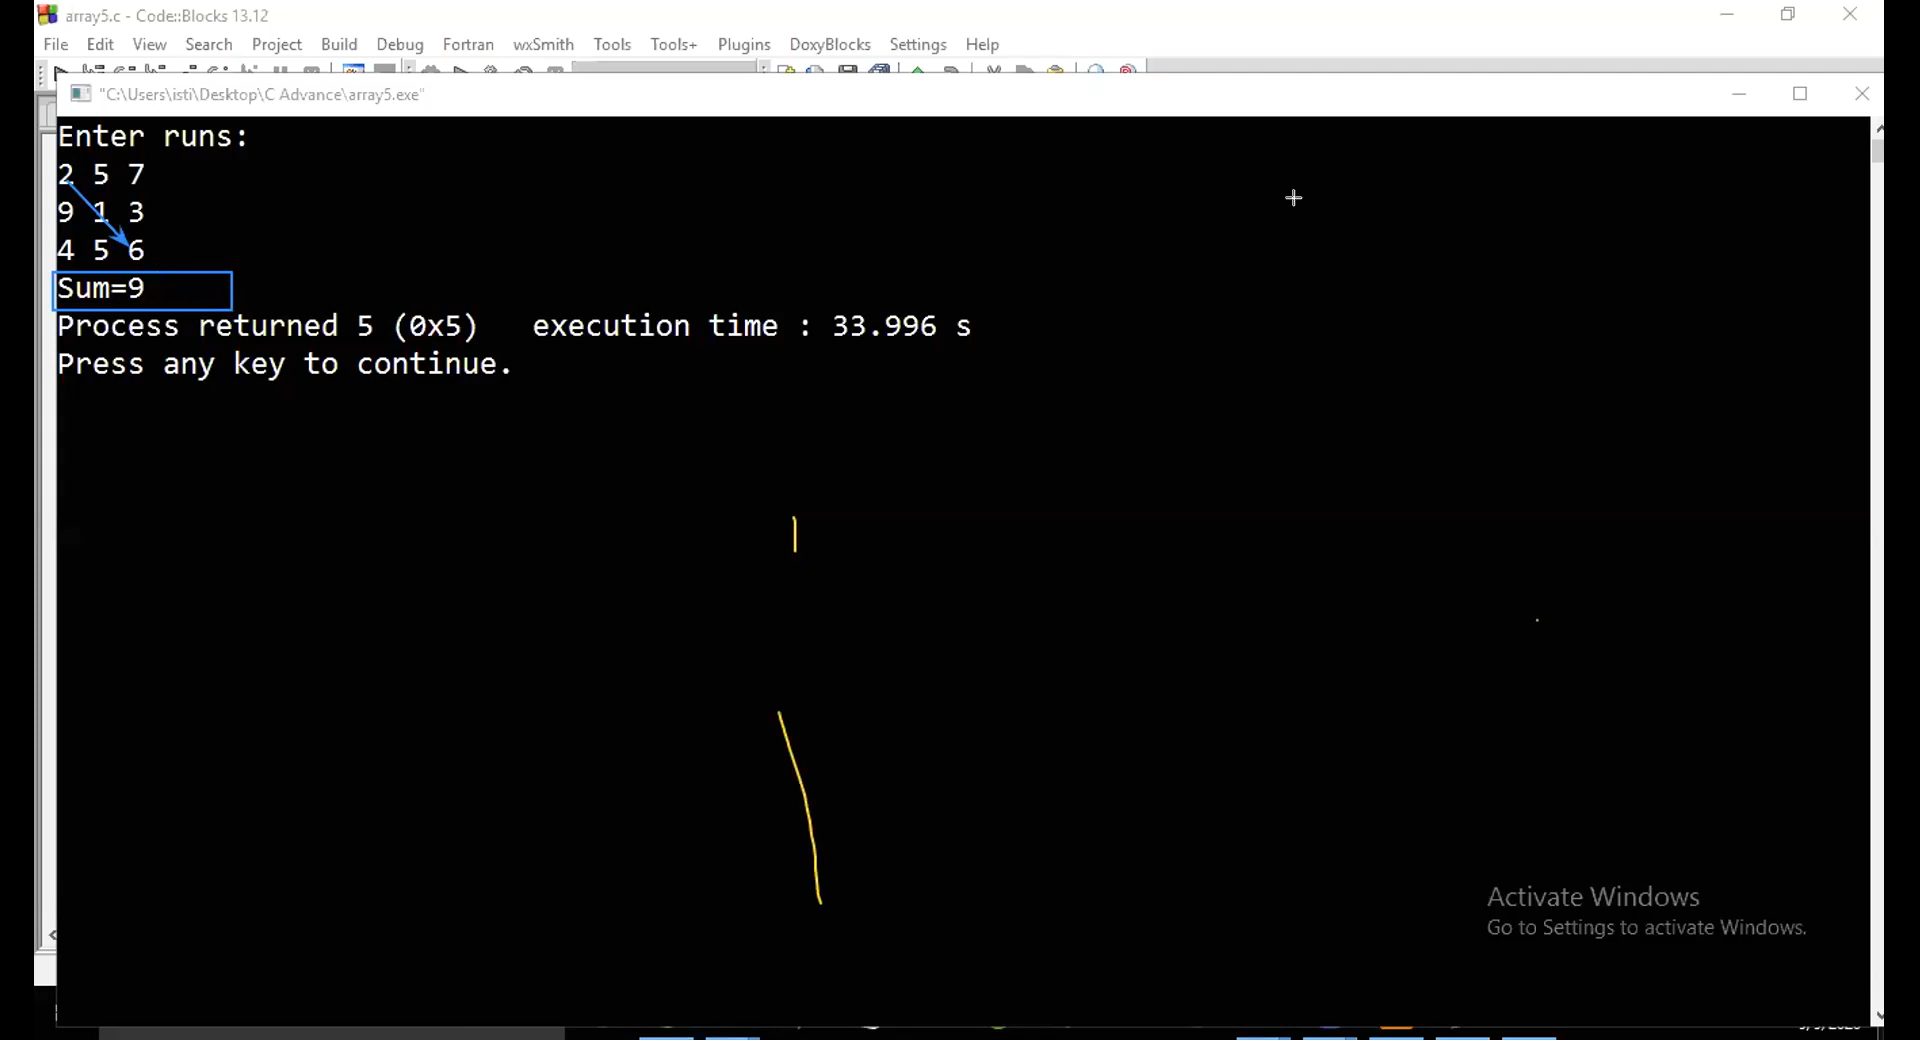 array5.c - Code::Blocks 13.12
File Edit View Search Project Build Debug Fortran wxSmith Tools Tools+ Plugins DoxyBlocks Settings Help
"C:\Users\isti\Desktop\C Advance\array5.exe"
Enter runs:
2 5 7
9 1 3
4 5 6
Sum=9
Process returned 5 (0x5)   execution time : 33.996 s
Press any key to continue.
Activate Windows
Go to Settings to activate Windows.